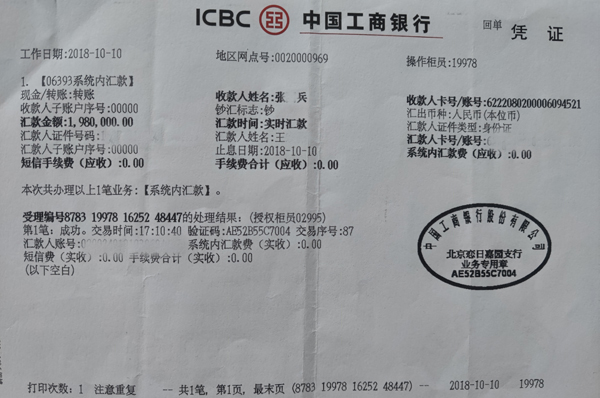 ICBC 中国工商银行 回单 凭证
工作日期:2018-10-10 地区网点号:0020000969 操作柜员:19978
1. 【06393系统内汇款】
现金/转账:转账 收款人姓名:张 兵 收款人卡号/账号:6222080200006094521
收款人子账户序号:00000 钞汇标志:钞 汇出币种:人民币(本位币)
汇款金额:1,980,000.00 汇款时间:实时汇款 汇款人证件类型:身份证
汇款人证件号码: 汇款人姓名:王 汇款人卡号/账号:
汇款人子账户序号:00000 止息日期:2018-10-10 系统内汇款费(应收):0.00
短信手续费(应收):0.00 手续费合计(应收):0.00
本次共办理以上1笔业务:【系统内汇款】。
受理编号8783 19978 16252 48447的处理结果: (授权柜员02995)
第1笔: 成功。交易时间:17:10:40 验证码:AE52B55C7004 交易序号:87
汇款人账号: 系统内汇款费(实收):0.00
短信费(实收):0.00 手续费合计(实收):0.00
(以下空白)
中国工商银行股份有限公司
北京恋日嘉园支行
业务专用章
AE52B55C7004
打印次数: 1 注意重复 -- 共1笔, 第1页, 最末页 (8783 19978 16252 48447) -- 2018-10-10 19978